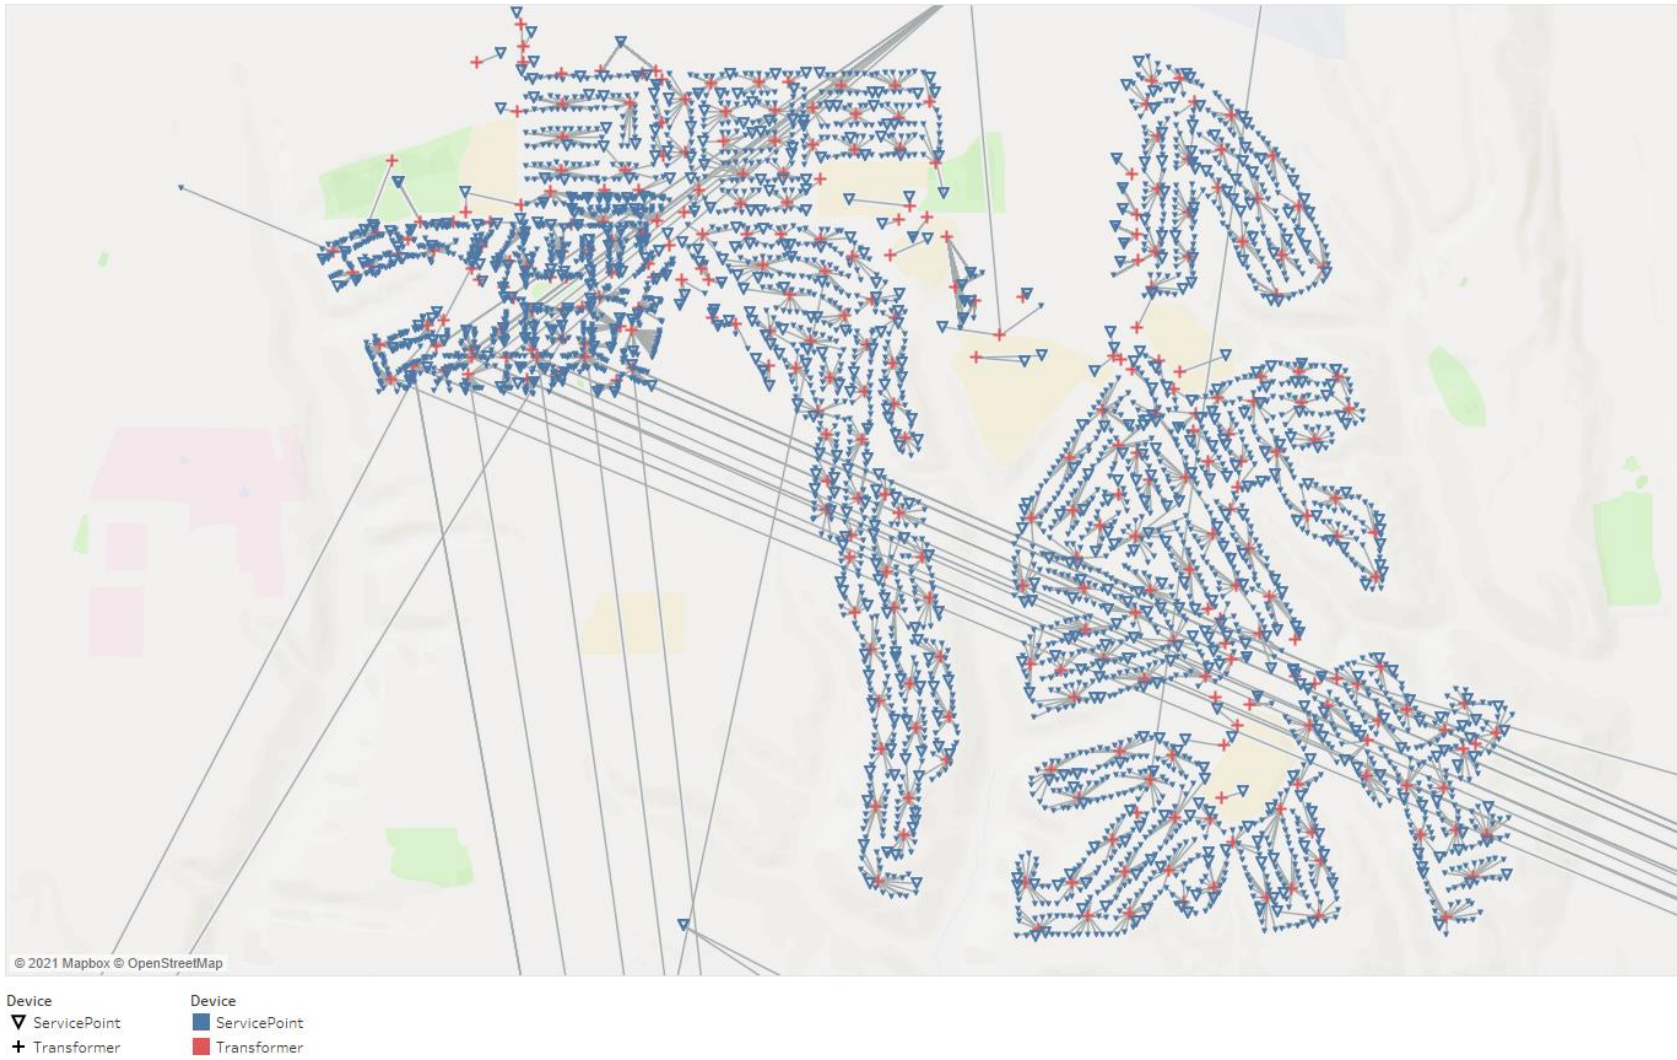 © 2021 Mapbox © OpenStreetMap
Device
ServicePoint
Transformer
Device
ServicePoint
Transformer